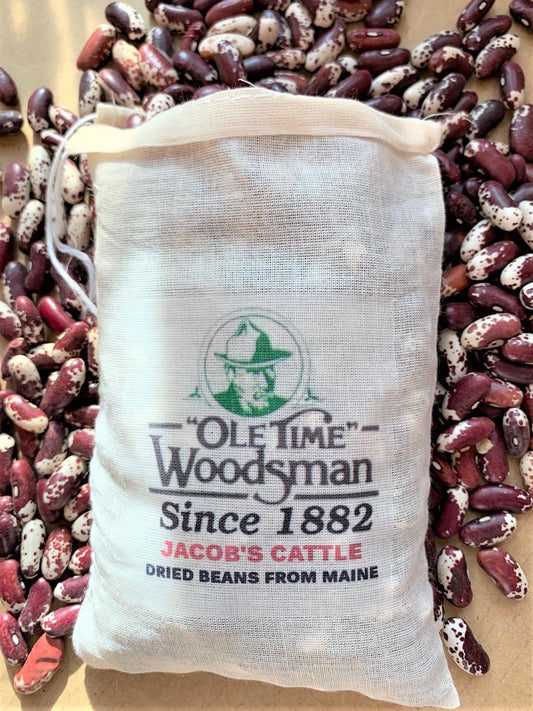 "OLE TIME"
Woodsman
Since 1882
JACOB'S CATTLE
DRIED BEANS FROM MAINE